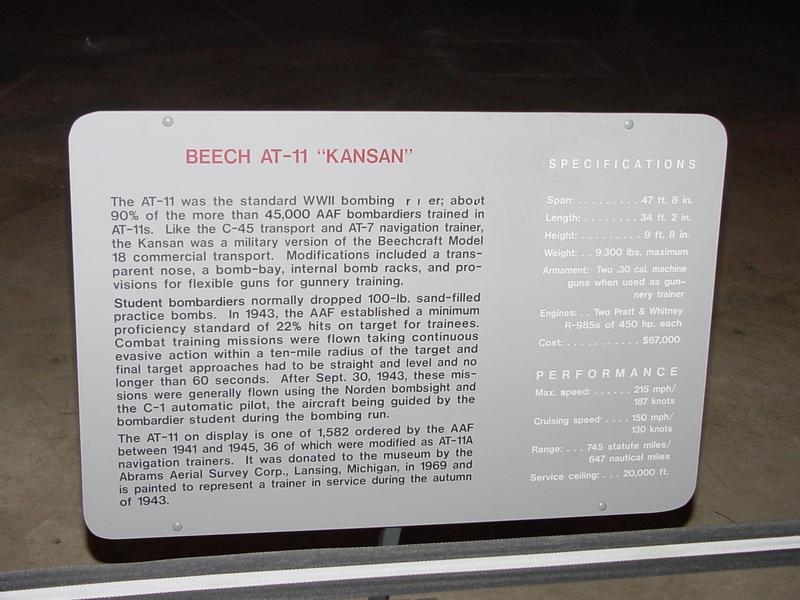 BEECH AT-11 "KANSAN"
The AT-11 was the standard WWII bombing r i er; about
90% of the more than 45,000 AAF bombardiers trained in
AT-11s. Like the C-45 transport and AT-7 navigation trainer,
the Kansan was a military version of the Beechcraft Model
18 commercial transport. Modifications included a trans-
parent nose, a bomb-bay, internal bomb racks, and pro-
visions for flexible guns for gunnery training.
Student bombardiers normally dropped 100-lb. sand-filled
practice bombs. In 1943, the AAF established a minimum
proficiency standard of 22% hits on target for trainees.
Combat training missions were flown taking continuous
evasive action within a ten-mile radius of the target and
final target approaches had to be straight and level and no
longer than 60 seconds. After Sept. 30, 1943, these mis-
sions were generally flown using the Norden bombsight and
the C-1 automatic pilot, the aircraft being guided by the
bombardier student during the bombing run.
The AT-11 on display is one of 1,582 ordered by the AAF
between 1941 and 1945, 36 of which were modified as AT-11A
navigation trainers. It was donated to the museum by the
Abrams Aerial Survey Corp., Lansing, Michigan, in 1969 and
is painted to represent a trainer in service during the autumn
of 1943.
SPECIFICATIONS
Span: . . . . . . . . . 47 ft. 8 in.
Length: . . . . . . . . 34 ft. 2 in.
Height: . . . . . . . . . 9 ft. 8 in.
Weight: . . 9,300 lbs. maximum
Armament: Two .30 cal. machine
guns when used as gun-
nery trainer
Engines: . . Two Pratt & Whitney
R-985s of 450 hp. each
Cost: . . . . . . . . . . . $67,000
PERFORMANCE
Max. speed: . . . . . . 215 mph/
187 knots
Cruising speed: . . . . 150 mph/
130 knots
Range: . . . 745 statute miles/
647 nautical miles
Service ceiling: . . . . 20,000 ft.